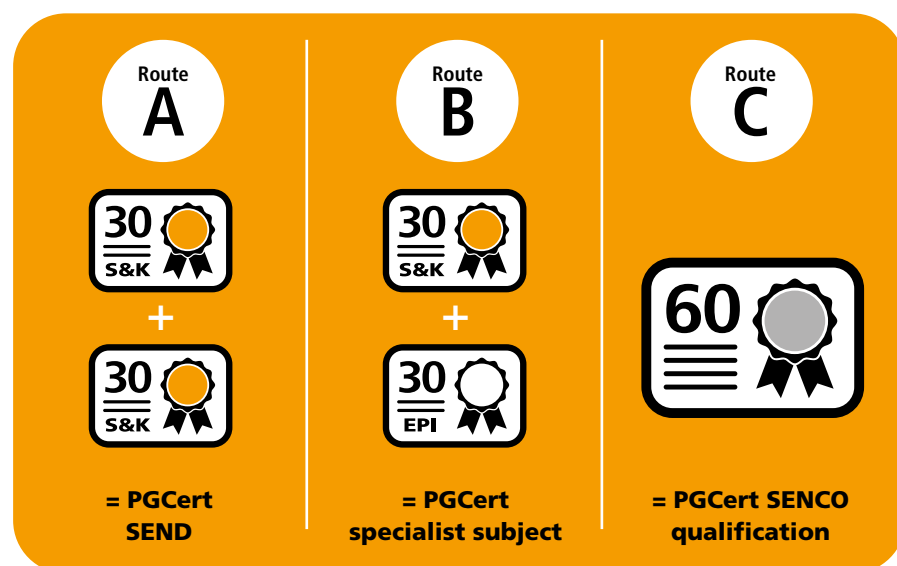 Route
A
30
S&K
+
30
S&K
= PGCert
SEND
Route
B
30
S&K
+
30
EPI
= PGCert
specialist subject
Route
C
60
= PGCert SENCO
qualification